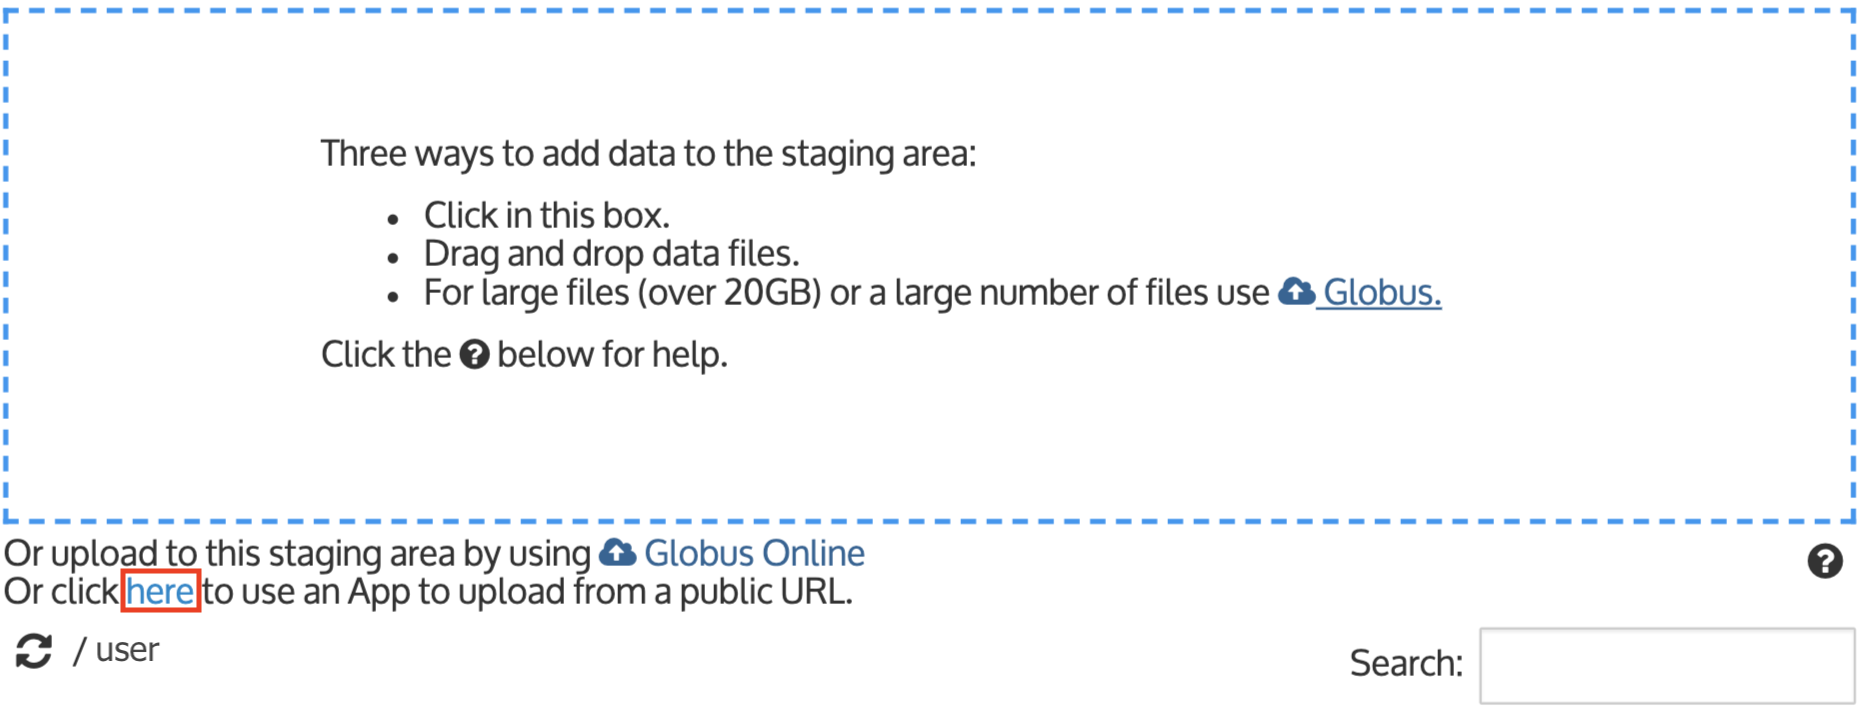 Three ways to add data to the staging area:
• Click in this box.
• Drag and drop data files.
• For large files (over 20GB) or a large number of files use Globus.
Click the ? below for help.
Or upload to this staging area by using Globus Online
?
Or click here to use an App to upload from a public URL.
/ user
Search: